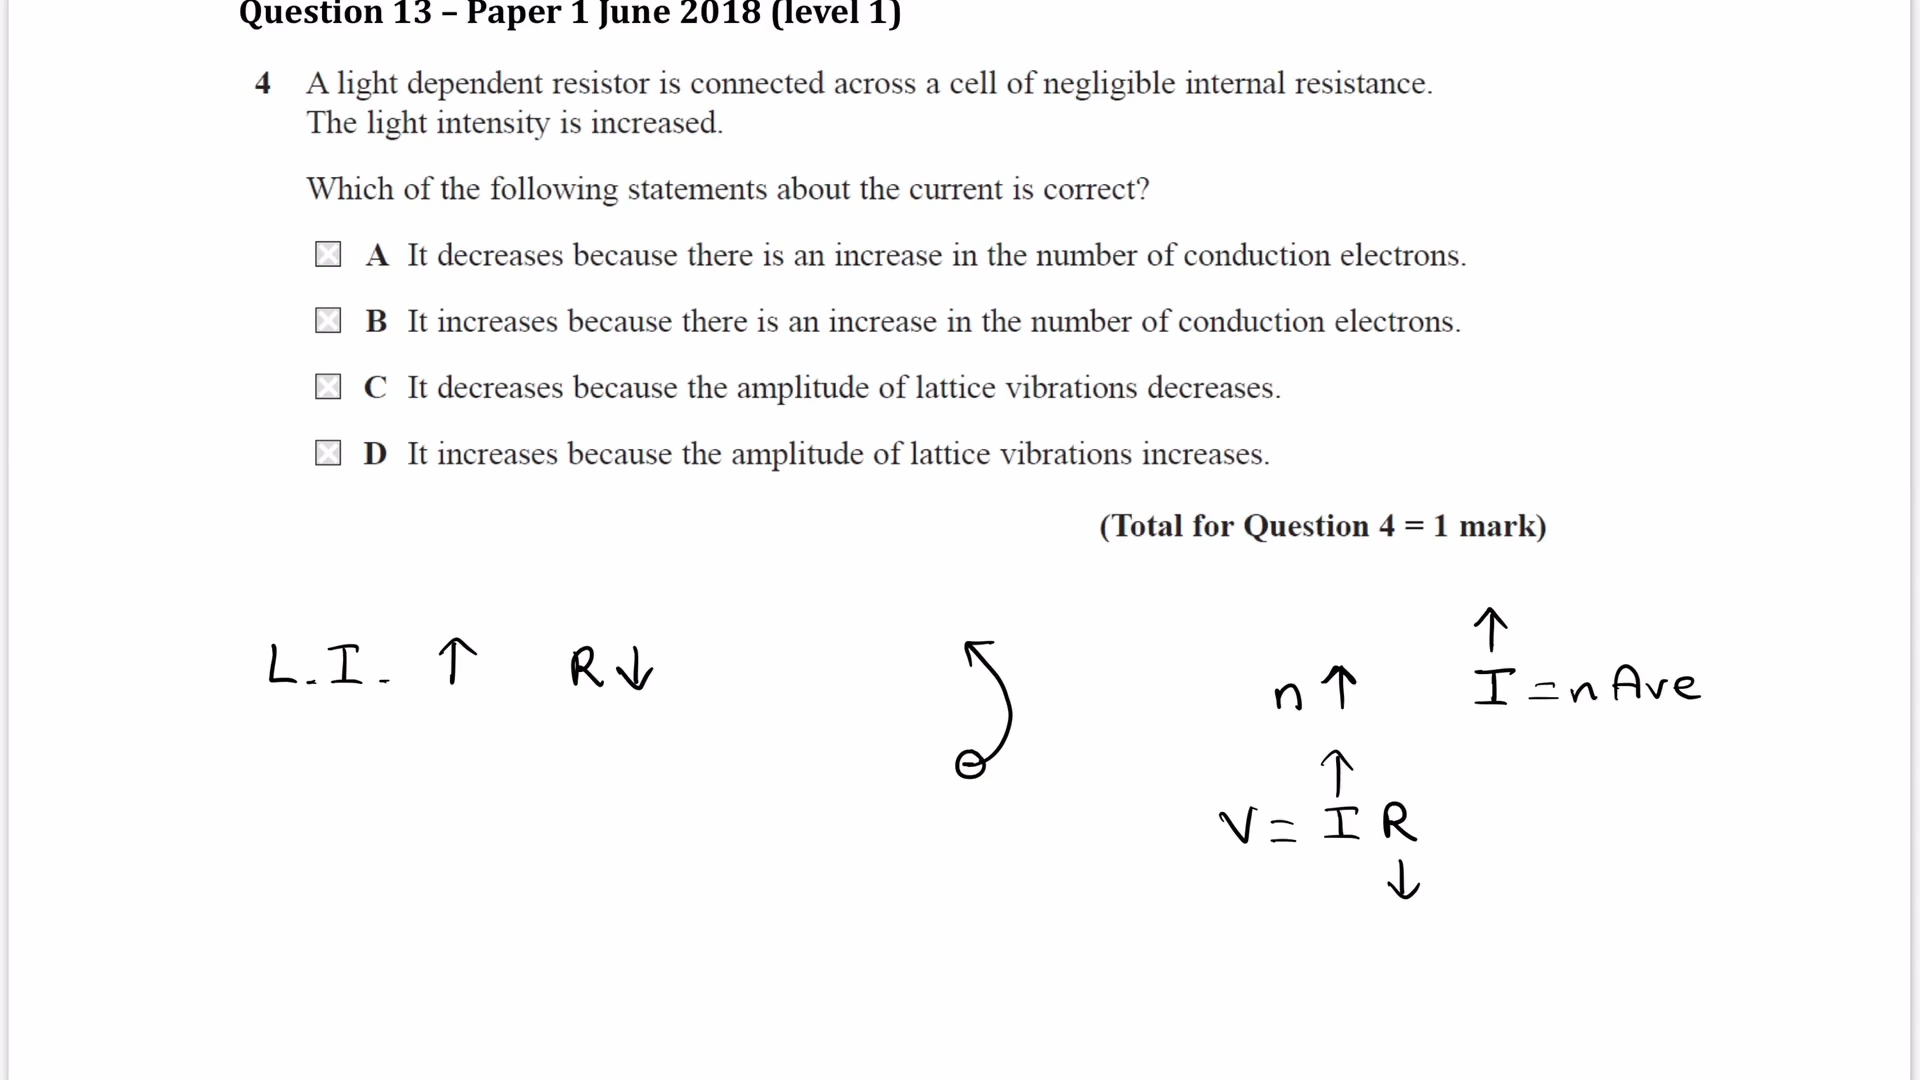 Question 13 – Paper 1 June 2018 (level 1)
4 A light dependent resistor is connected across a cell of negligible internal resistance.
The light intensity is increased.
Which of the following statements about the current is correct?
A It decreases because there is an increase in the number of conduction electrons.
B It increases because there is an increase in the number of conduction electrons.
C It decreases because the amplitude of lattice vibrations decreases.
D It increases because the amplitude of lattice vibrations increases.
(Total for Question 4 = 1 mark)
L.I. ↑ R↓
n↑ ↑
I = nAve
↑
V = IR
↓